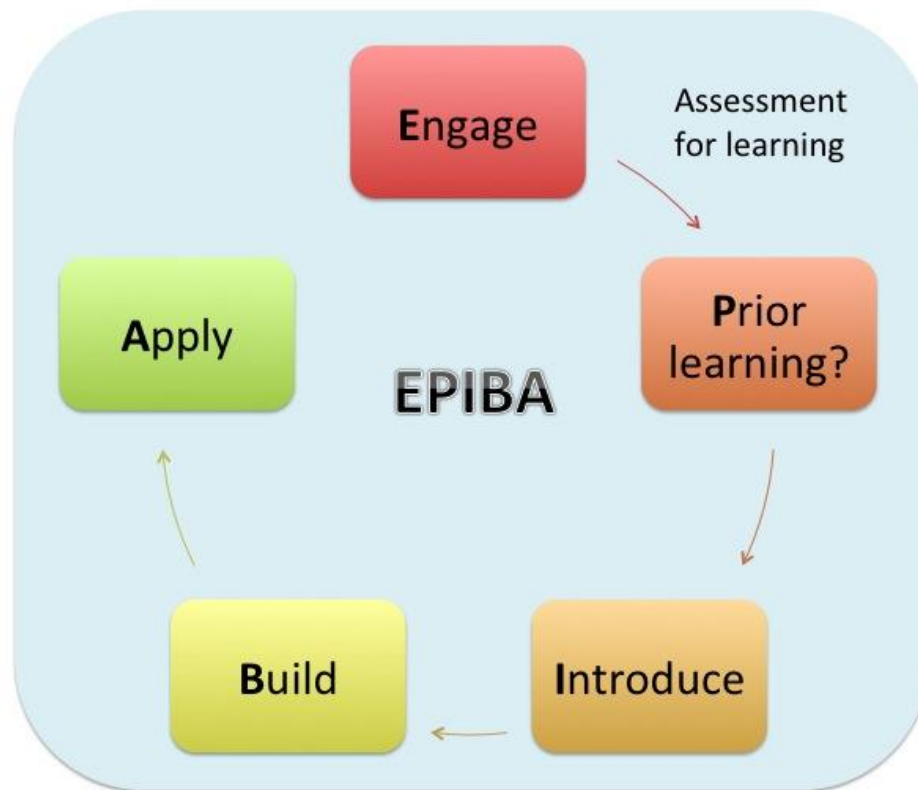 Engage
Assessment
for learning
Prior
learning?
Apply
EPIBA
Build
Introduce